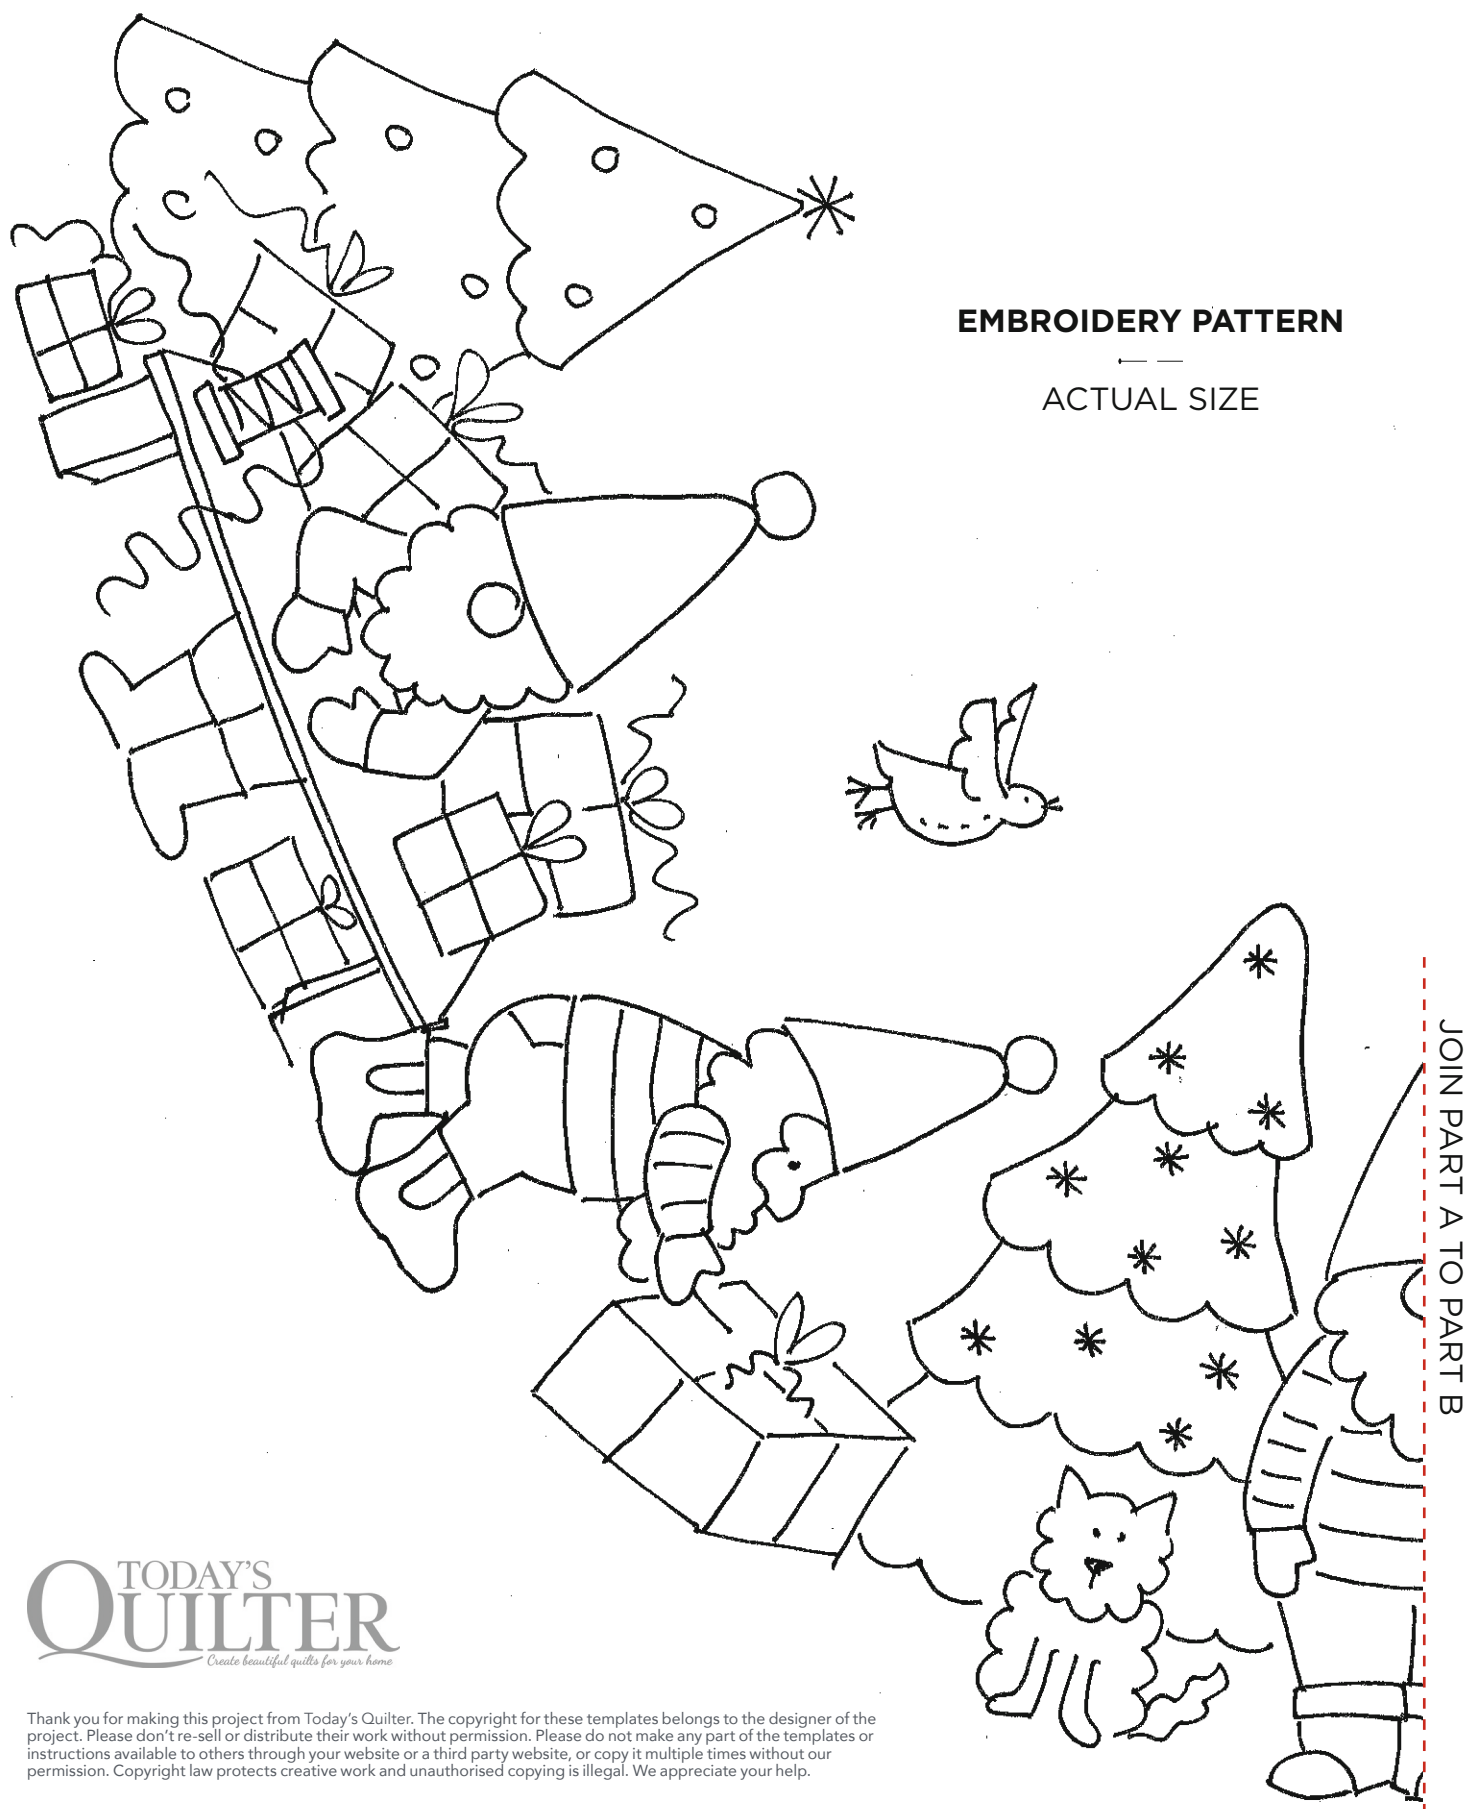 EMBROIDERY PATTERN
ACTUAL SIZE
JOIN PART A TO PART B
TODAY'S
QUILTER
Create beautiful quilts for your home
Thank you for making this project from Today's Quilter. The copyright for these templates belongs to the designer of the
project. Please don't re-sell or distribute their work without permission. Please do not make any part of the templates or
instructions available to others through your website or a third party website, or copy it multiple times without our
permission. Copyright law protects creative work and unauthorised copying is illegal. We appreciate your help.